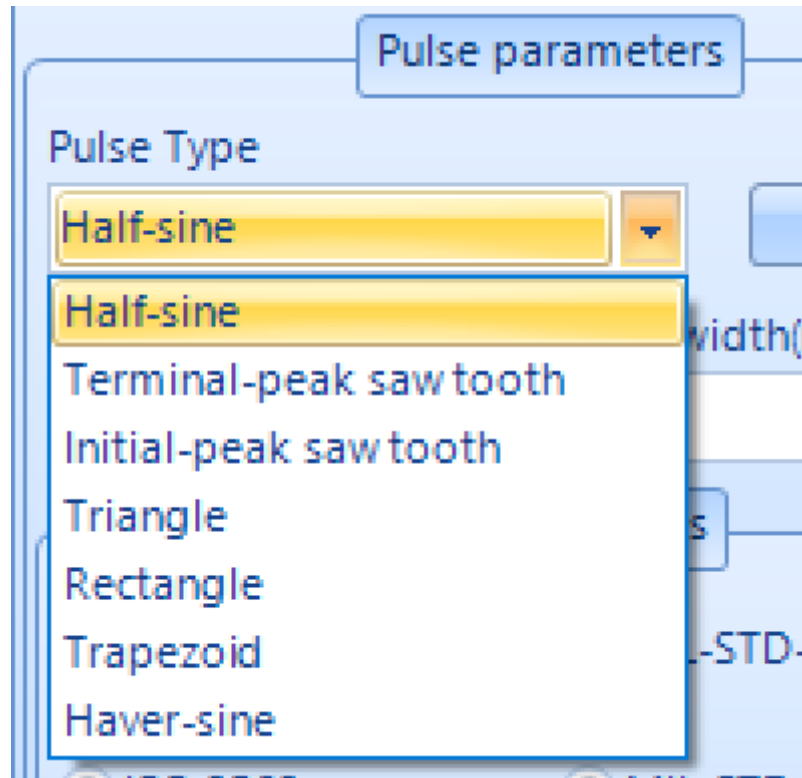 Pulse parameters
Pulse Type
Half-sine
Half-sine
width(
Terminal-peak saw tooth
Initial-peak saw tooth
Triangle
s
Rectangle
Trapezoid
-STD-
Haver-sine